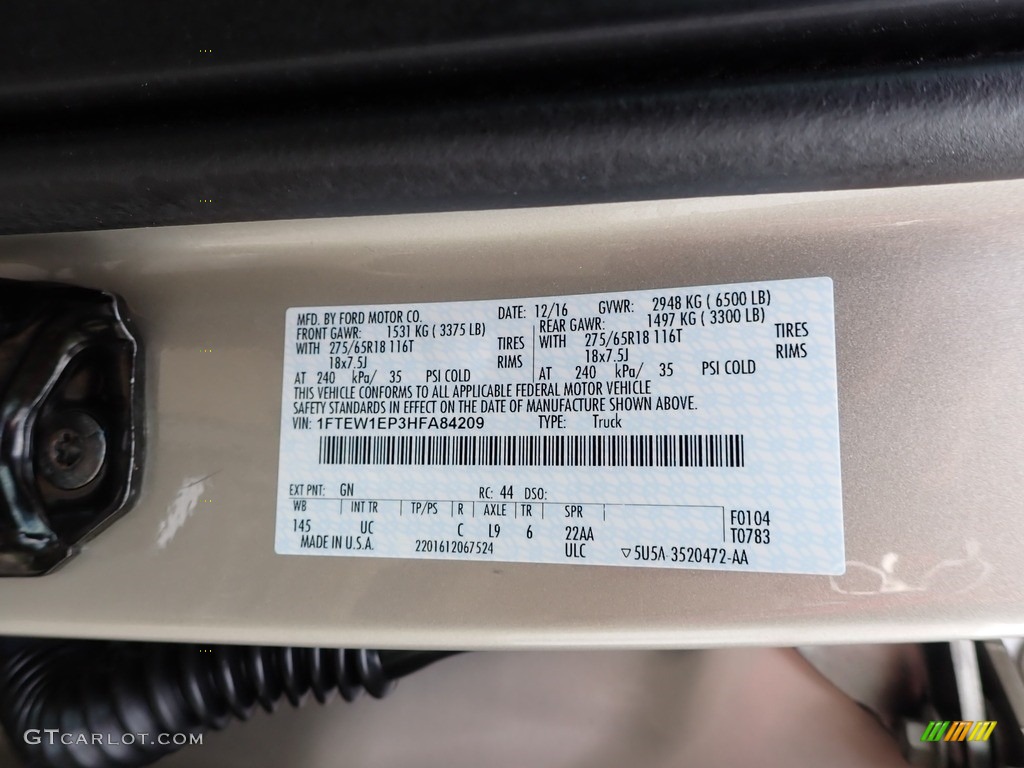 MFD. BY FORD MOTOR CO. DATE: 12/16 GVWR: 2948 KG ( 6500 LB)
FRONT GAWR: 1531 KG ( 3375 LB) REAR GAWR: 1497 KG ( 3300 LB)
WITH 275/65R18 116T TIRES WITH 275/65R18 116T TIRES
18x7.5J RIMS 18x7.5J RIMS
AT 240 kPa/ 35 PSI COLD AT 240 kPa/ 35 PSI COLD
THIS VEHICLE CONFORMS TO ALL APPLICABLE FEDERAL MOTOR VEHICLE
SAFETY STANDARDS IN EFFECT ON THE DATE OF MANUFACTURE SHOWN ABOVE.
VIN: 1FTEW1EP3HFA84209 TYPE: Truck
EXT PNT: GN RC: 44 DSO:
WB INT TR TP/PS R AXLE TR SPR F0104
145 UC C L9 6 22AA T0783
MADE IN U.S.A. 2201612067524 ULC ▽5U5A-3520472-AA
GTCARLOT.COM